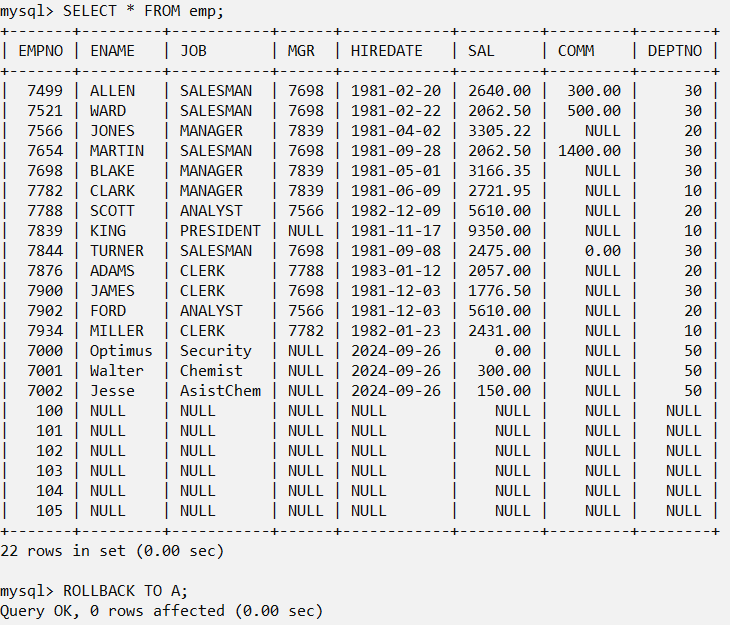 mysql> SELECT * FROM emp;
+-------+---------+-----------+------+------------+---------+---------+--------+
| EMPNO | ENAME   | JOB       | MGR  | HIREDATE   | SAL     | COMM    | DEPTNO |
+-------+---------+-----------+------+------------+---------+---------+--------+
|  7499 | ALLEN   | SALESMAN  | 7698 | 1981-02-20 | 2640.00 |  300.00 |     30 |
|  7521 | WARD    | SALESMAN  | 7698 | 1981-02-22 | 2062.50 |  500.00 |     30 |
|  7566 | JONES   | MANAGER   | 7839 | 1981-04-02 | 3305.22 |    NULL |     20 |
|  7654 | MARTIN  | SALESMAN  | 7698 | 1981-09-28 | 2062.50 | 1400.00 |     30 |
|  7698 | BLAKE   | MANAGER   | 7839 | 1981-05-01 | 3166.35 |    NULL |     30 |
|  7782 | CLARK   | MANAGER   | 7839 | 1981-06-09 | 2721.95 |    NULL |     10 |
|  7788 | SCOTT   | ANALYST   | 7566 | 1982-12-09 | 5610.00 |    NULL |     20 |
|  7839 | KING    | PRESIDENT | NULL | 1981-11-17 | 9350.00 |    NULL |     10 |
|  7844 | TURNER  | SALESMAN  | 7698 | 1981-09-08 | 2475.00 |    0.00 |     30 |
|  7876 | ADAMS   | CLERK     | 7788 | 1983-01-12 | 2057.00 |    NULL |     20 |
|  7900 | JAMES   | CLERK     | 7698 | 1981-12-03 | 1776.50 |    NULL |     30 |
|  7902 | FORD    | ANALYST   | 7566 | 1981-12-03 | 5610.00 |    NULL |     20 |
|  7934 | MILLER  | CLERK     | 7782 | 1982-01-23 | 2431.00 |    NULL |     10 |
|  7000 | Optimus | Security  | NULL | 2024-09-26 |    0.00 |    NULL |     50 |
|  7001 | Walter  | Chemist   | NULL | 2024-09-26 |  300.00 |    NULL |     50 |
|  7002 | Jesse   | AsistChem | NULL | 2024-09-26 |  150.00 |    NULL |     50 |
|   100 | NULL    | NULL      | NULL | NULL       |    NULL |    NULL |   NULL |
|   101 | NULL    | NULL      | NULL | NULL       |    NULL |    NULL |   NULL |
|   102 | NULL    | NULL      | NULL | NULL       |    NULL |    NULL |   NULL |
|   103 | NULL    | NULL      | NULL | NULL       |    NULL |    NULL |   NULL |
|   104 | NULL    | NULL      | NULL | NULL       |    NULL |    NULL |   NULL |
|   105 | NULL    | NULL      | NULL | NULL       |    NULL |    NULL |   NULL |
+-------+---------+-----------+------+------------+---------+---------+--------+
22 rows in set (0.00 sec)

mysql> ROLLBACK TO A;
Query OK, 0 rows affected (0.00 sec)